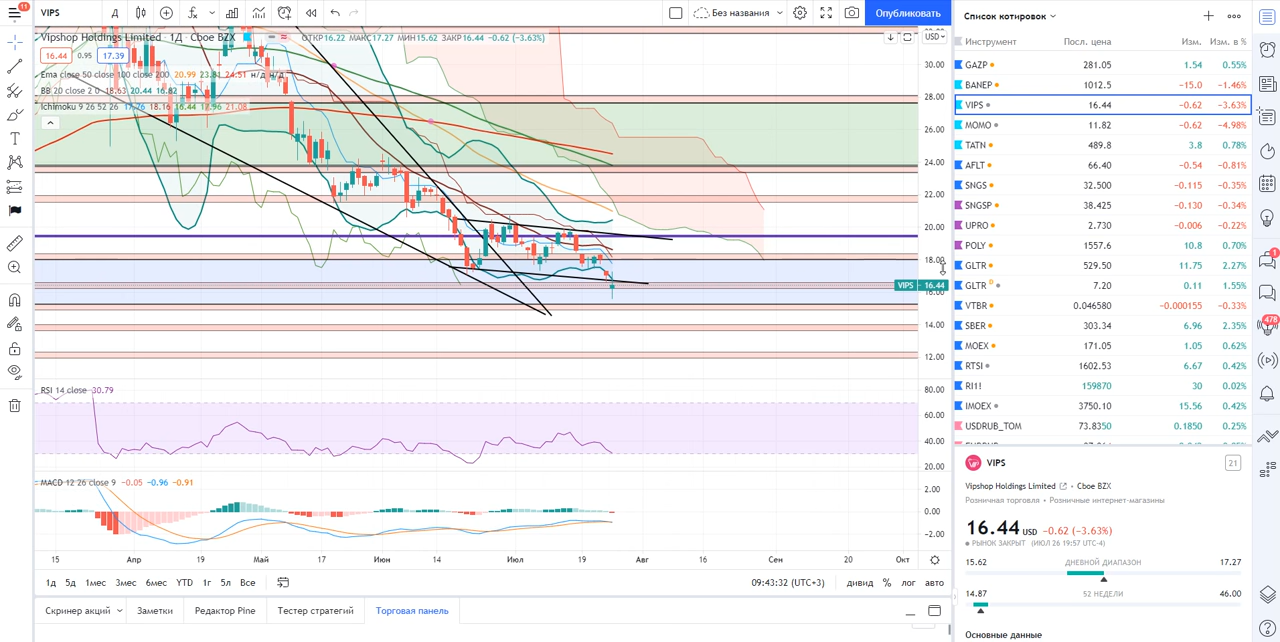 11
VIPS
Д
Без названия
Опубликовать
Vipshop Holdings Limited · 1Д · Cboe BZX
ОТКР16.22 МАКС17.27 МИН15.62 ЗАКР16.44 −0.62 (−3.63%)
USD
16.44 0.95 17.39
Ema close 50 close 100 close 200 20.99 23.81 24.51 н/д н/д
BB 20 close 2 0 18.63 20.44 16.82
Ichimoku 9 26 52 26 17.76 18.16 16.44 17.96 21.08
30.00
28.00
26.00
24.00
22.00
20.00
18.00
VIPS 16.44
16.00
14.00
12.00
RSI 14 close 30.79
80.00
60.00
40.00
20.00
MACD 12 26 close 9 −0.05 −0.96 −0.91
2.00
0.00
−2.00
15 Апр 19 Май 17 Июн 14 Июл 19 Авг 16 Сен 20 Окт
1д 5д 1мес 3мес 6мес YTD 1г 5л Все
09:43:32 (UTC+3) дивид % лог авто
Скринер акций Заметки Редактор Pine Тестер стратегий Торговая панель
Список котировок
Инструмент Посл. цена Изм. Изм. в %
GAZP 281.05 1.54 0.55%
BANEP 1012.5 −15.0 −1.46%
VIPS 16.44 −0.62 −3.63%
MOMO 11.82 −0.62 −4.98%
TATN 489.8 3.8 0.78%
AFLT 66.40 −0.54 −0.81%
SNGS 32.500 −0.115 −0.35%
SNGSP 38.425 −0.130 −0.34%
UPRO 2.730 −0.006 −0.22%
POLY 1557.6 10.8 0.70%
GLTR 529.50 11.75 2.27%
GLTR D 7.20 0.11 1.55%
VTBR 0.046580 −0.000155 −0.33%
SBER 303.34 6.96 2.35%
MOEX 171.05 1.05 0.62%
RTSI 1602.53 6.67 0.42%
RI1! 159870 30 0.02%
IMOEX 3750.10 15.56 0.42%
USDRUB_TOM 73.8350 0.1850 0.25%
VIPS
21
Vipshop Holdings Limited · Cboe BZX
Розничная торговля • Розничные интернет-магазины
16.44 USD −0.62 (−3.63%)
РЫНОК ЗАКРЫТ (ИЮЛ 26 19:57 UTC-4)
15.62 ДНЕВНОЙ ДИАПАЗОН 17.27
14.87 52 НЕДЕЛИ 46.00
Основные данные
1
478